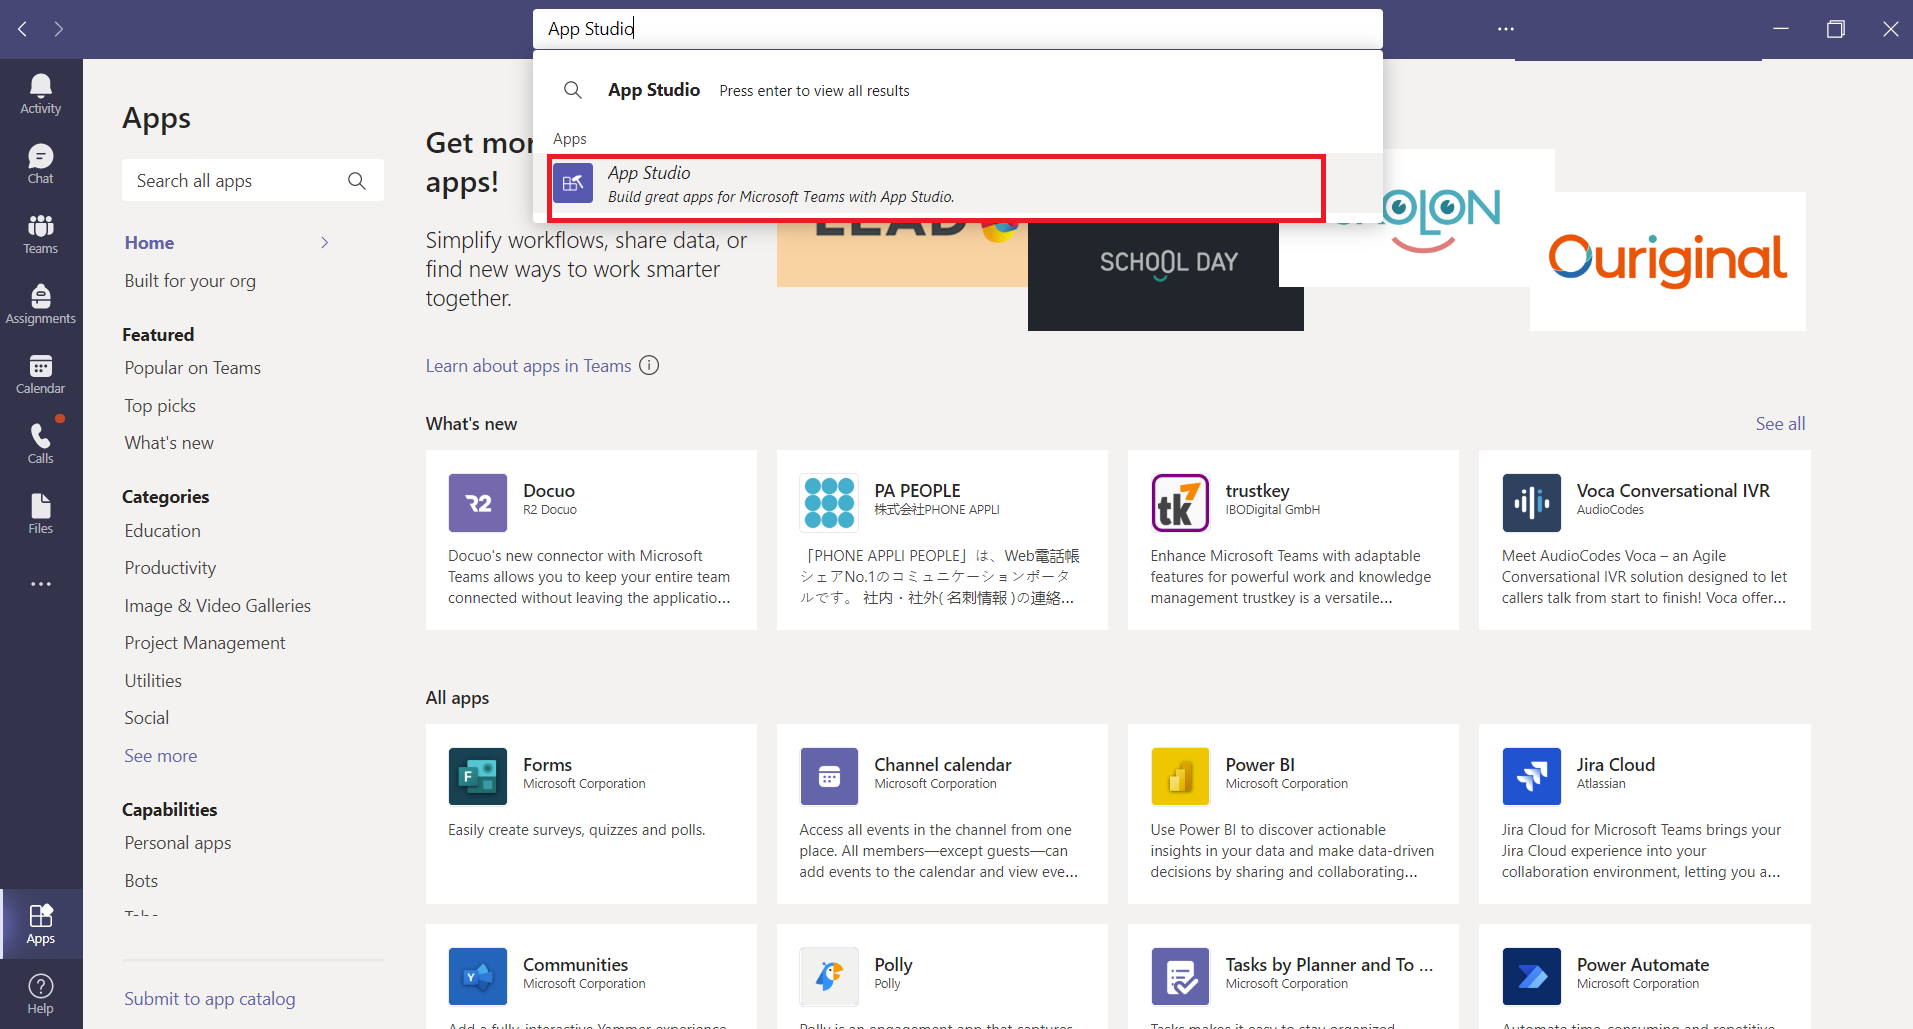 App Studio
App Studio Press enter to view all results
Apps
App Studio
Build great apps for Microsoft Teams with App Studio.
Activity
Chat
Teams
Assignments
Calendar
Calls
Files
Apps
Help
Apps
Search all apps
Home
Built for your org
Featured
Popular on Teams
Top picks
What's new
Categories
Education
Productivity
Image & Video Galleries
Project Management
Utilities
Social
See more
Capabilities
Personal apps
Bots
Submit to app catalog
Get mor
apps!
Simplify workflows, share data, or
find new ways to work smarter
together.
Learn about apps in Teams
LEAD
SCHOOL DAY
Ouriginal
What's new
See all
Docuo
R2 Docuo
R2
Docuo's new connector with Microsoft
Teams allows you to keep your entire team
connected without leaving the applicatio...
PA PEOPLE
株式会社PHONE APPLI
「PHONE APPLI PEOPLE」は、Web電話帳
シェアNo.1のコミュニケーションポータ
ルです。 社内・社外( 名刺情報 )の連絡...
trustkey
IBODigital GmbH
tk
Enhance Microsoft Teams with adaptable
features for powerful work and knowledge
management trustkey is a versatile...
Voca Conversational IVR
AudioCodes
Meet AudioCodes Voca – an Agile
Conversational IVR solution designed to let
callers talk from start to finish! Voca offer...
All apps
Forms
Microsoft Corporation
F
Easily create surveys, quizzes and polls.
Channel calendar
Microsoft Corporation
Access all events in the channel from one
place. All members—except guests—can
add events to the calendar and view eve...
Power BI
Microsoft Corporation
Use Power BI to discover actionable
insights in your data and make data-driven
decisions by sharing and collaborating...
Jira Cloud
Atlassian
Jira Cloud for Microsoft Teams brings your
Jira Cloud experience into your
collaboration environment, letting you a...
Communities
Microsoft Corporation
Polly
Polly
Tasks by Planner and To ...
Microsoft Corporation
Power Automate
Microsoft Corporation